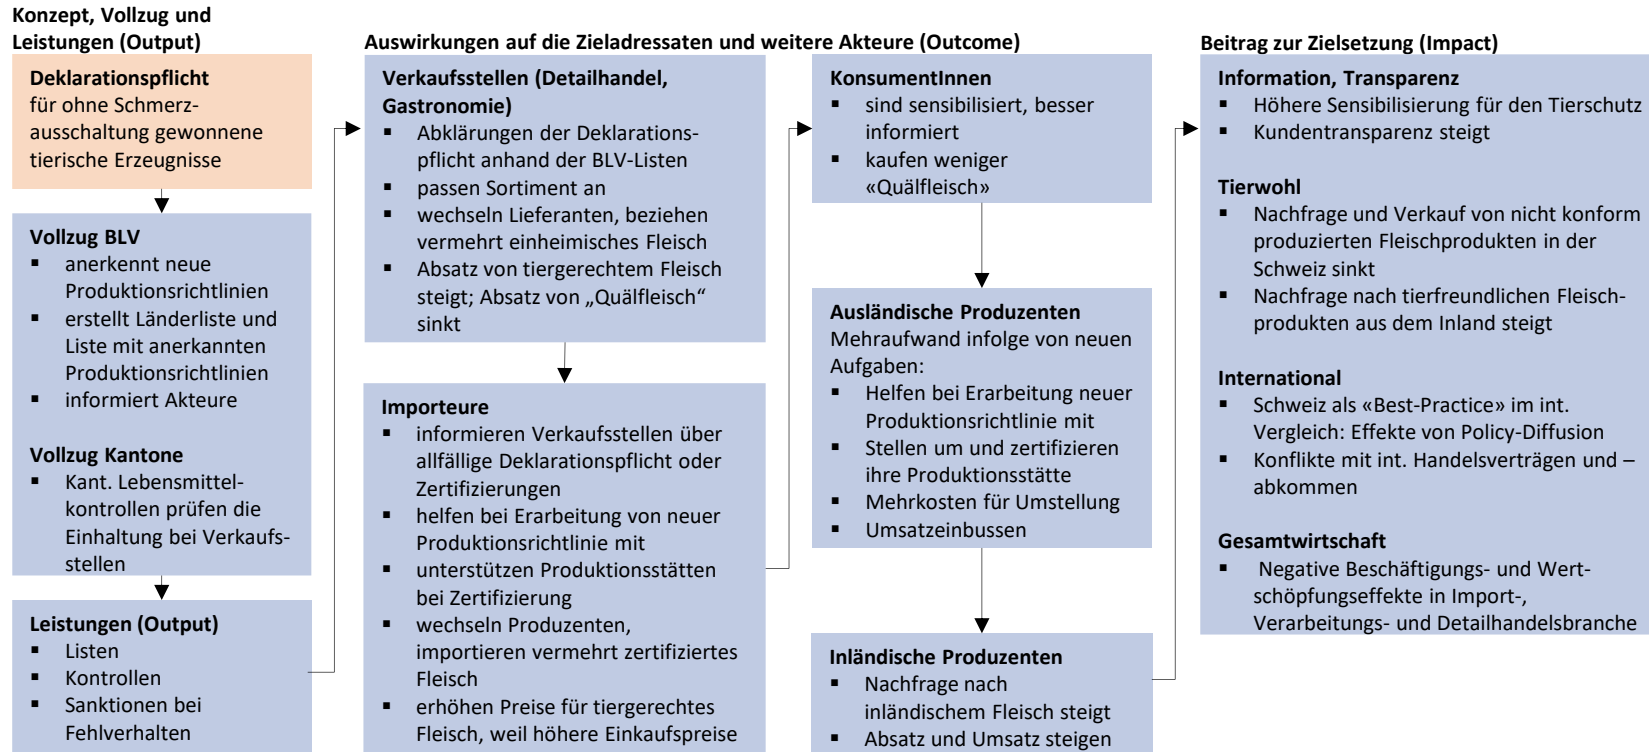 Konzept, Vollzug und
Leistungen (Output)
Deklarationspflicht
für ohne Schmerz-
ausschaltung gewonnene
tierische Erzeugnisse
Vollzug BLV
▪ anerkennt neue
Produktionsrichtlinien
▪ erstellt Länderliste und
Liste mit anerkannten
Produktionsrichtlinien
▪ informiert Akteure
Vollzug Kantone
▪ Kant. Lebensmittel-
kontrollen prüfen die
Einhaltung bei Verkaufs-
stellen
Leistungen (Output)
▪ Listen
▪ Kontrollen
▪ Sanktionen bei
Fehlverhalten
Auswirkungen auf die Zieladressaten und weitere Akteure (Outcome)
Verkaufsstellen (Detailhandel,
Gastronomie)
▪ Abklärungen der Deklarations-
pflicht anhand der BLV-Listen
▪ passen Sortiment an
▪ wechseln Lieferanten, beziehen
vermehrt einheimisches Fleisch
▪ Absatz von tiergerechtem Fleisch
steigt; Absatz von „Quälfleisch“
sinkt
Importeure
▪ informieren Verkaufsstellen über
allfällige Deklarationspflicht oder
Zertifizierungen
▪ helfen bei Erarbeitung von neuer
Produktionsrichtlinie mit
▪ unterstützen Produktionsstätten
bei Zertifizierung
▪ wechseln Produzenten,
importieren vermehrt zertifiziertes
Fleisch
▪ erhöhen Preise für tiergerechtes
Fleisch, weil höhere Einkaufspreise
KonsumentInnen
▪ sind sensibilisiert, besser
informiert
▪ kaufen weniger
«Quälfleisch»
Ausländische Produzenten
Mehraufwand infolge von neuen
Aufgaben:
▪ Helfen bei Erarbeitung neuer
Produktionsrichtlinie mit
▪ Stellen um und zertifizieren
ihre Produktionsstätte
▪ Mehrkosten für Umstellung
▪ Umsatzeinbussen
Inländische Produzenten
▪ Nachfrage nach
inländischem Fleisch steigt
▪ Absatz und Umsatz steigen
Beitrag zur Zielsetzung (Impact)
Information, Transparenz
▪ Höhere Sensibilisierung für den Tierschutz
▪ Kundentransparenz steigt
Tierwohl
▪ Nachfrage und Verkauf von nicht konform
produzierten Fleischprodukten in der
Schweiz sinkt
▪ Nachfrage nach tierfreundlichen Fleisch-
produkten aus dem Inland steigt
International
▪ Schweiz als «Best-Practice» im int.
Vergleich: Effekte von Policy-Diffusion
▪ Konflikte mit int. Handelsverträgen und –
abkommen
Gesamtwirtschaft
▪ Negative Beschäftigungs- und Wert-
schöpfungseffekte in Import-,
Verarbeitungs- und Detailhandelsbranche